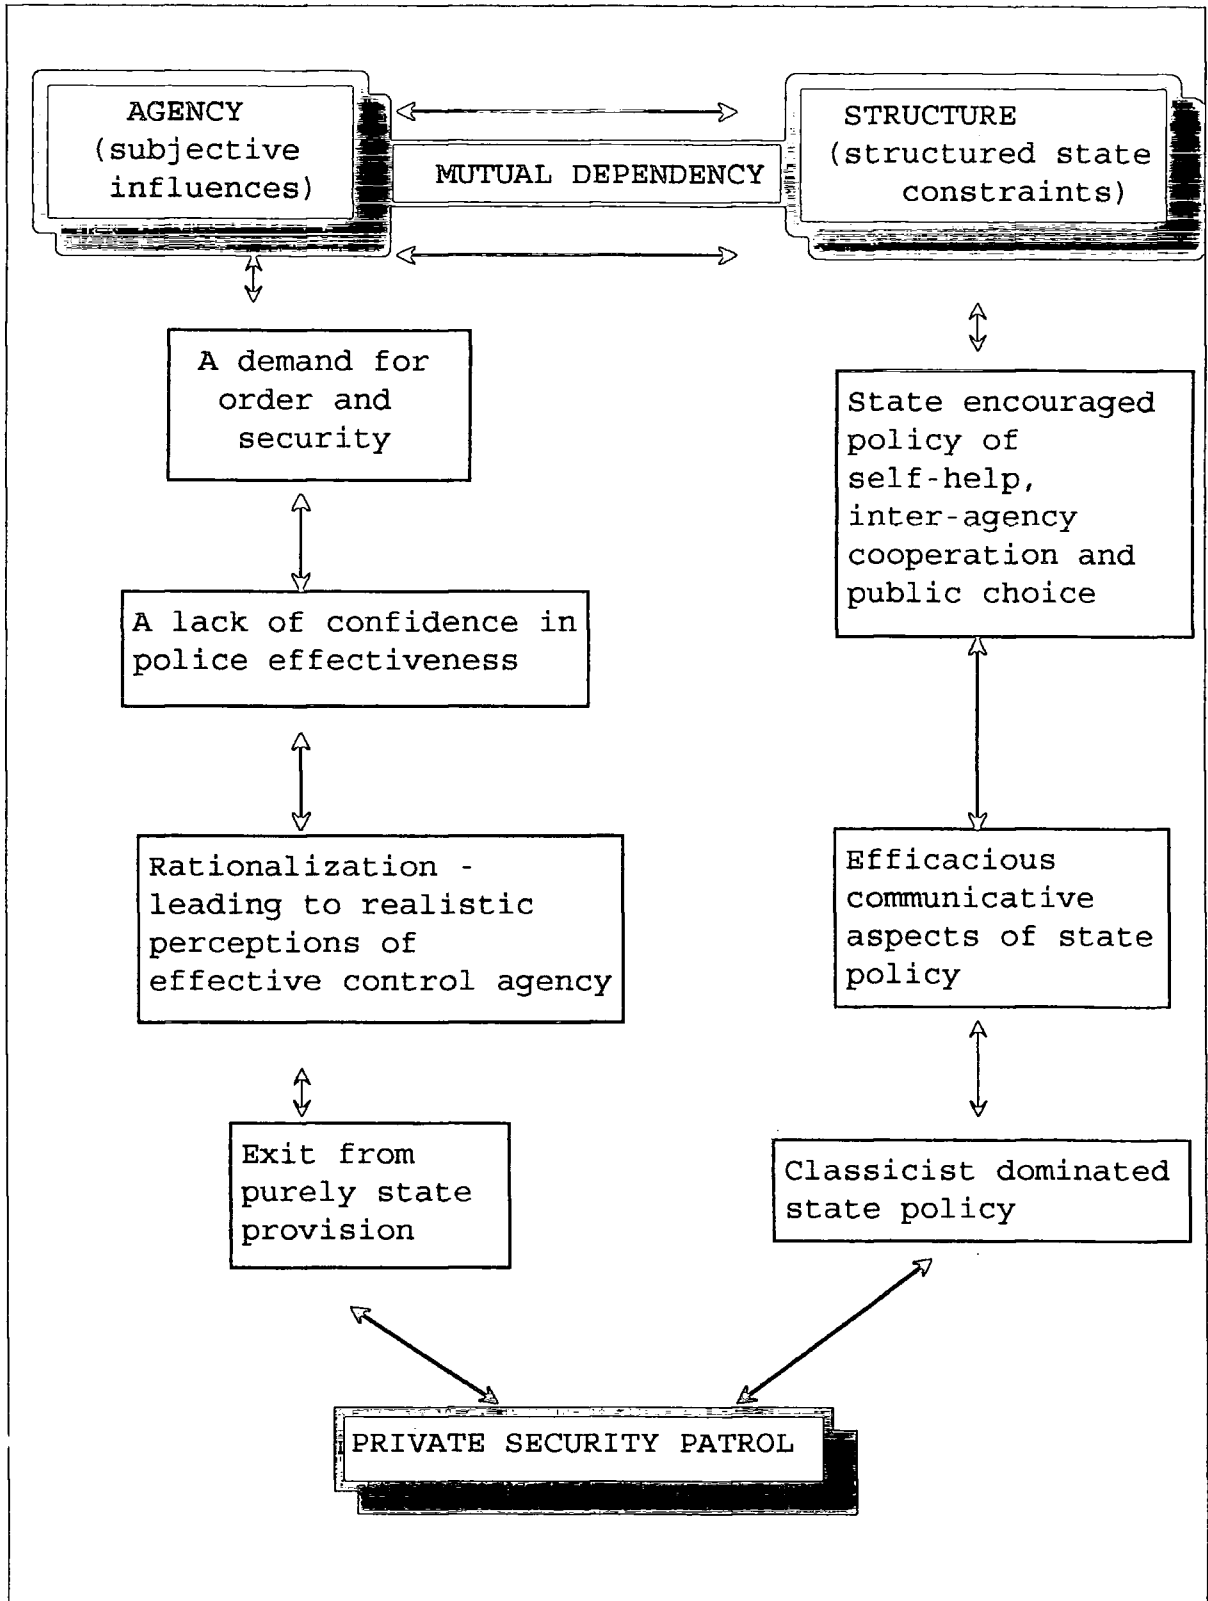 AGENCY
(subjective
influences)
MUTUAL DEPENDENCY
STRUCTURE
(structured state
constraints)
A demand for
order and
security
A lack of confidence in
police effectiveness
Rationalization -
leading to realistic
perceptions of
effective control agency
Exit from
purely state
provision
State encouraged
policy of
self-help,
inter-agency
cooperation and
public choice
Efficacious
communicative
aspects of state
policy
Classicist dominated
state policy
PRIVATE SECURITY PATROL